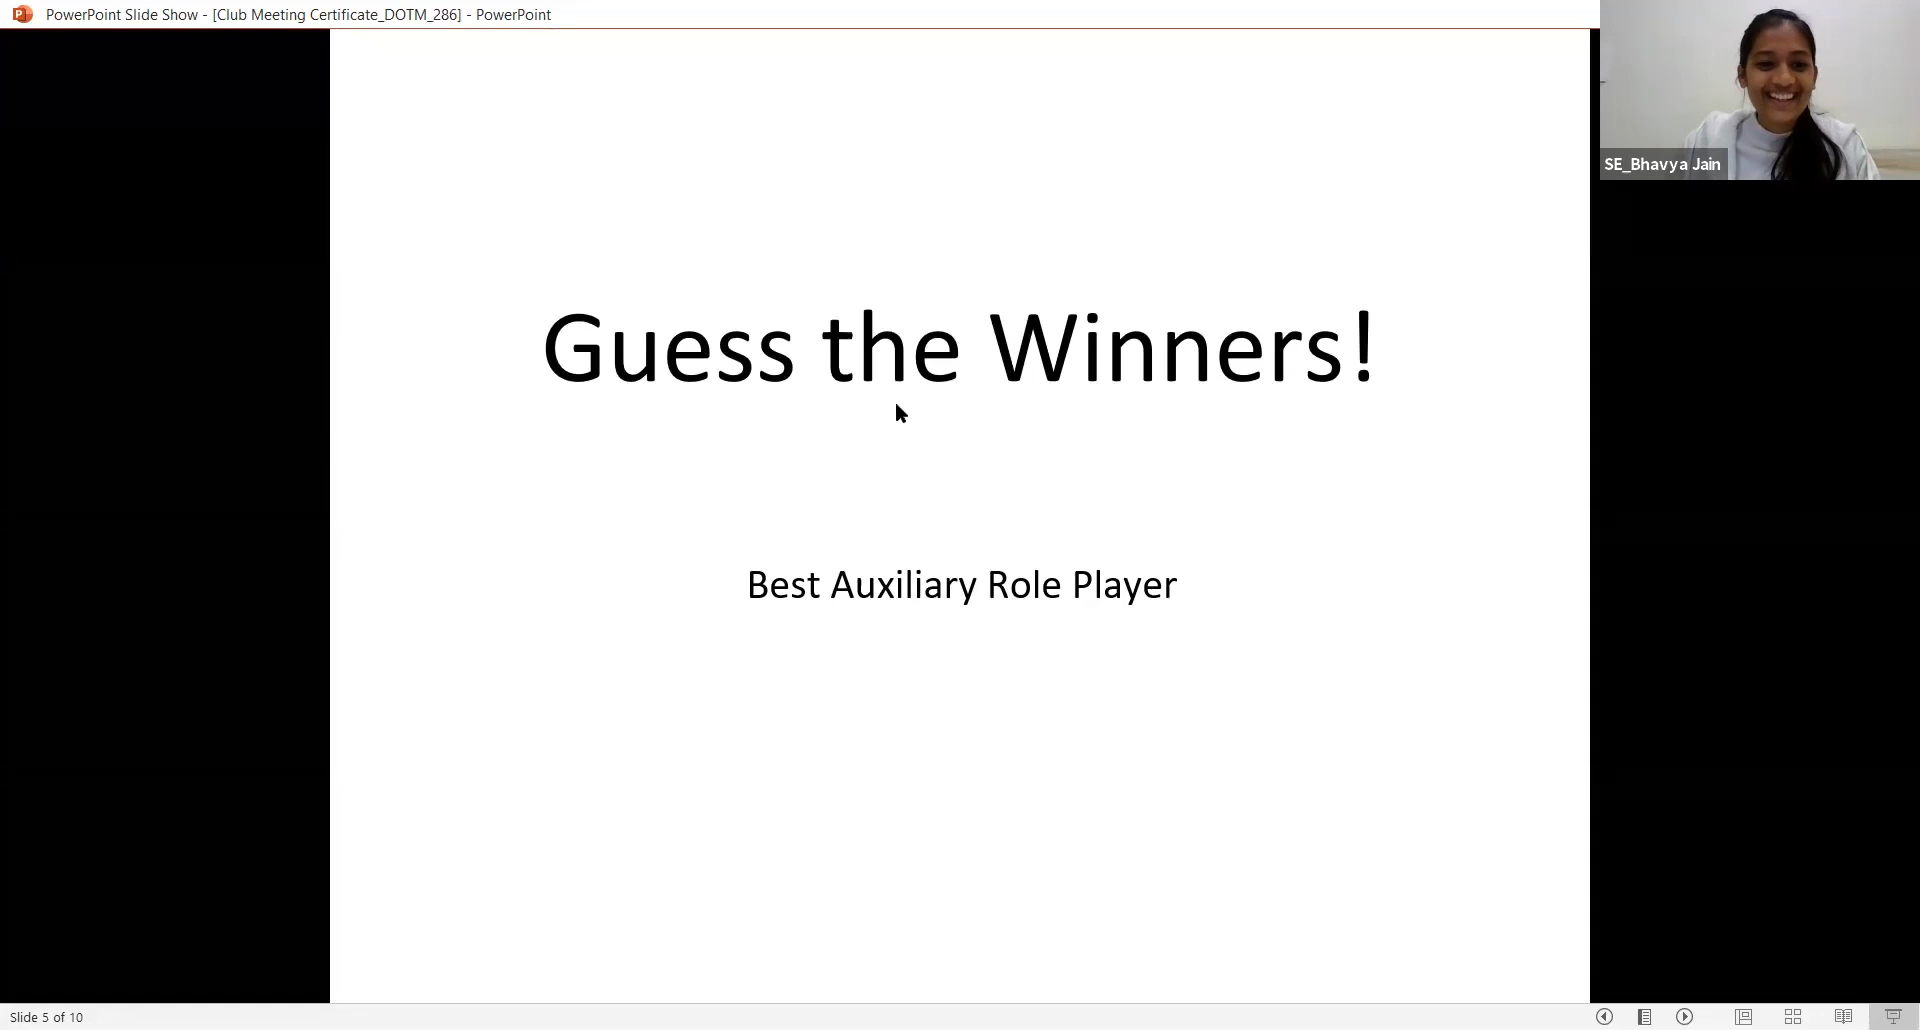 PowerPoint Slide Show - [Club Meeting Certificate_DOTM_286] - PowerPoint
SE_Bhavya Jain
Guess the Winners!
Best Auxiliary Role Player
Slide 5 of 10